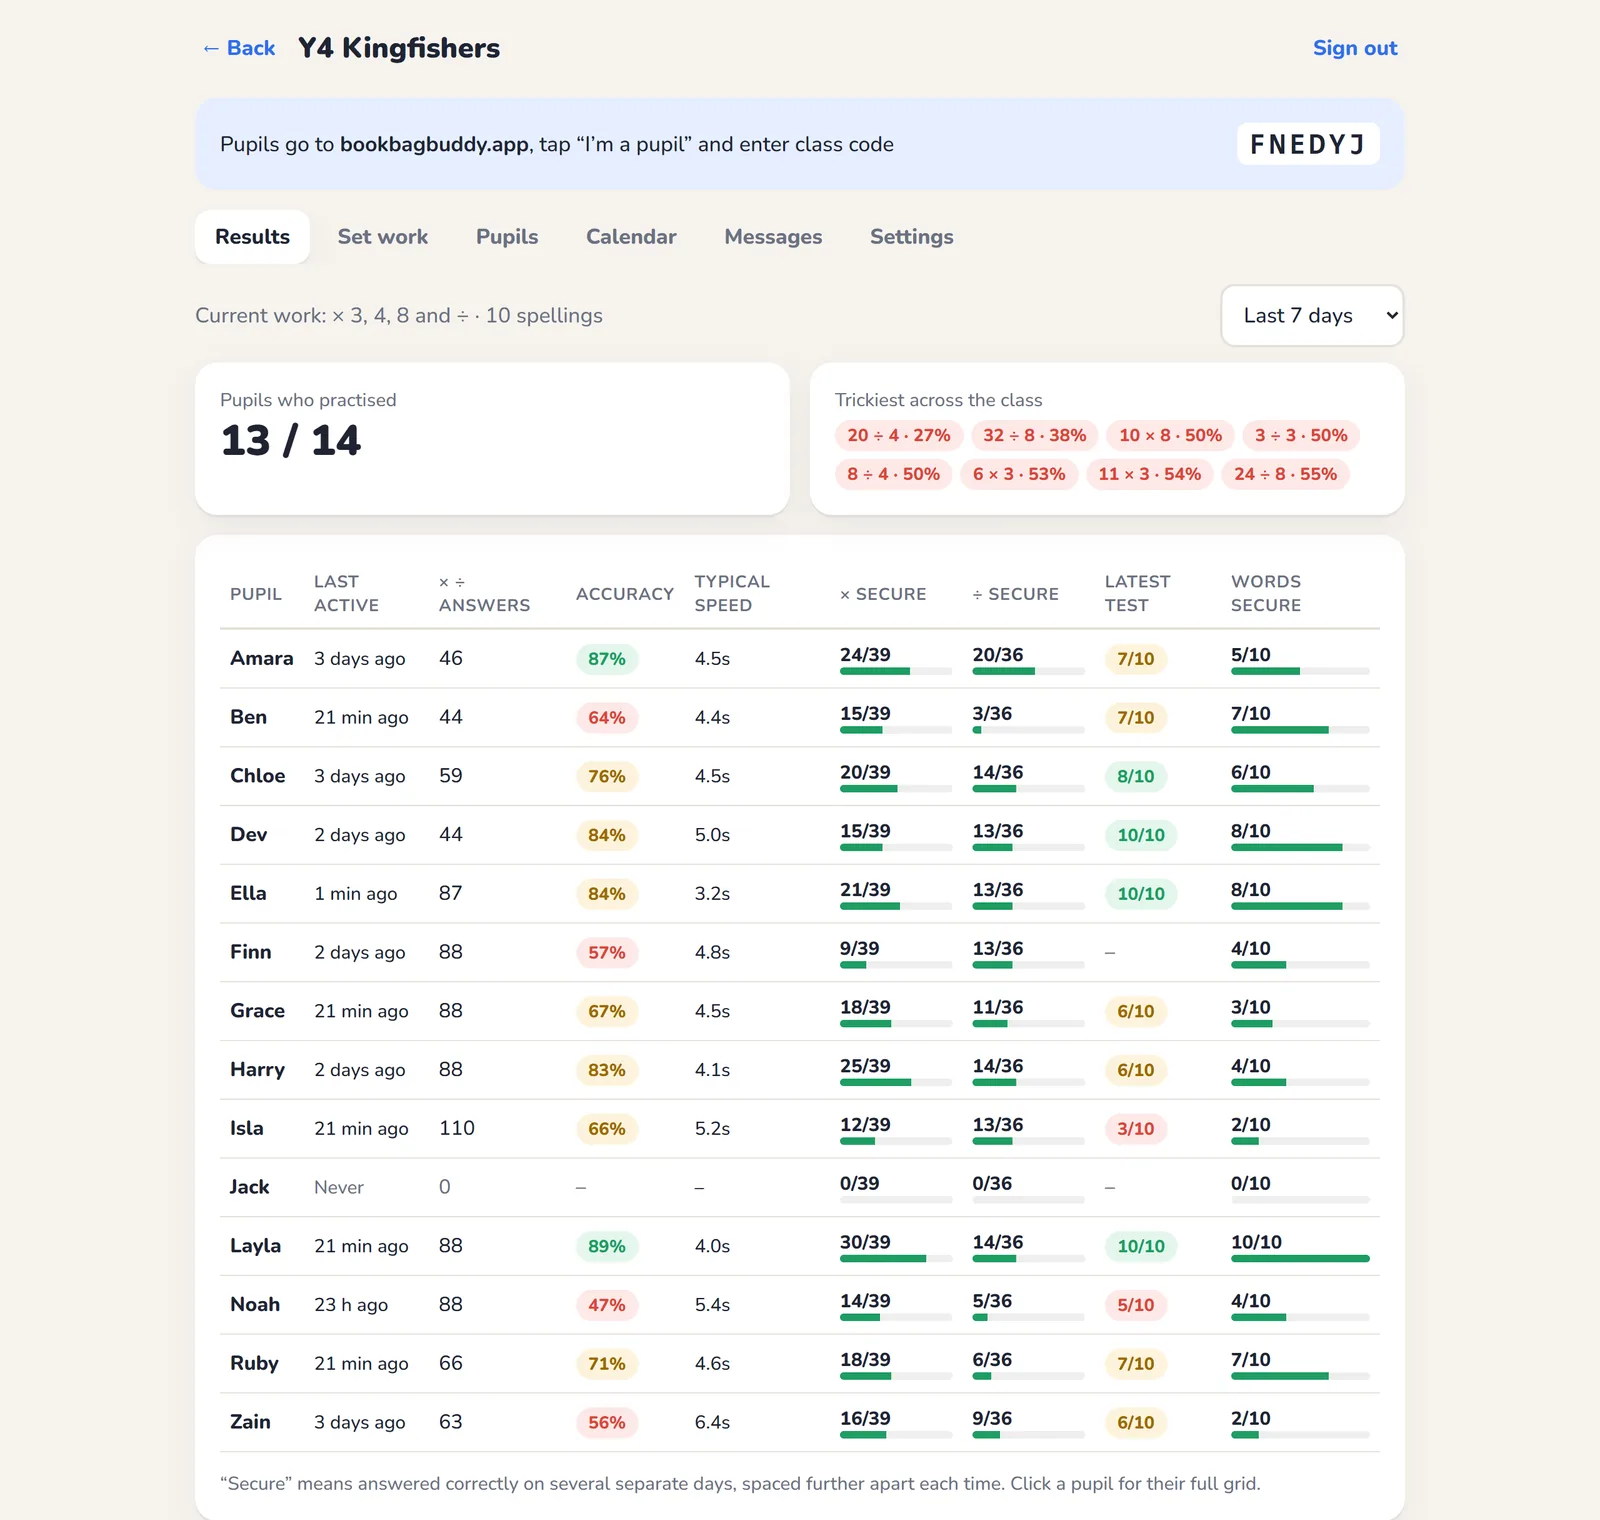 ← Back Y4 Kingfishers Sign out
Pupils go to bookbagbuddy.app, tap “I’m a pupil” and enter class code FNEDYJ
Results Set work Pupils Calendar Messages Settings
Current work: × 3, 4, 8 and ÷ · 10 spellings Last 7 days
Pupils who practised
13 / 14
Trickiest across the class
20 ÷ 4 · 27% 32 ÷ 8 · 38% 10 × 8 · 50% 3 ÷ 3 · 50%
8 ÷ 4 · 50% 6 × 3 · 53% 11 × 3 · 54% 24 ÷ 8 · 55%
PUPIL LAST ACTIVE × ÷ ANSWERS ACCURACY TYPICAL SPEED × SECURE ÷ SECURE LATEST TEST WORDS SECURE
Amara 3 days ago 46 87% 4.5s 24/39 20/36 7/10 5/10
Ben 21 min ago 44 64% 4.4s 15/39 3/36 7/10 7/10
Chloe 3 days ago 59 76% 4.5s 20/39 14/36 8/10 6/10
Dev 2 days ago 44 84% 5.0s 15/39 13/36 10/10 8/10
Ella 1 min ago 87 84% 3.2s 21/39 13/36 10/10 8/10
Finn 2 days ago 88 57% 4.8s 9/39 13/36 – 4/10
Grace 21 min ago 88 67% 4.5s 18/39 11/36 6/10 3/10
Harry 2 days ago 88 83% 4.1s 25/39 14/36 6/10 4/10
Isla 21 min ago 110 66% 5.2s 12/39 13/36 3/10 2/10
Jack Never 0 – – 0/39 0/36 – 0/10
Layla 21 min ago 88 89% 4.0s 30/39 14/36 10/10 10/10
Noah 23 h ago 88 47% 5.4s 14/39 5/36 5/10 4/10
Ruby 21 min ago 66 71% 4.6s 18/39 6/36 7/10 7/10
Zain 3 days ago 63 56% 6.4s 16/39 9/36 6/10 2/10
“Secure” means answered correctly on several separate days, spaced further apart each time. Click a pupil for their full grid.